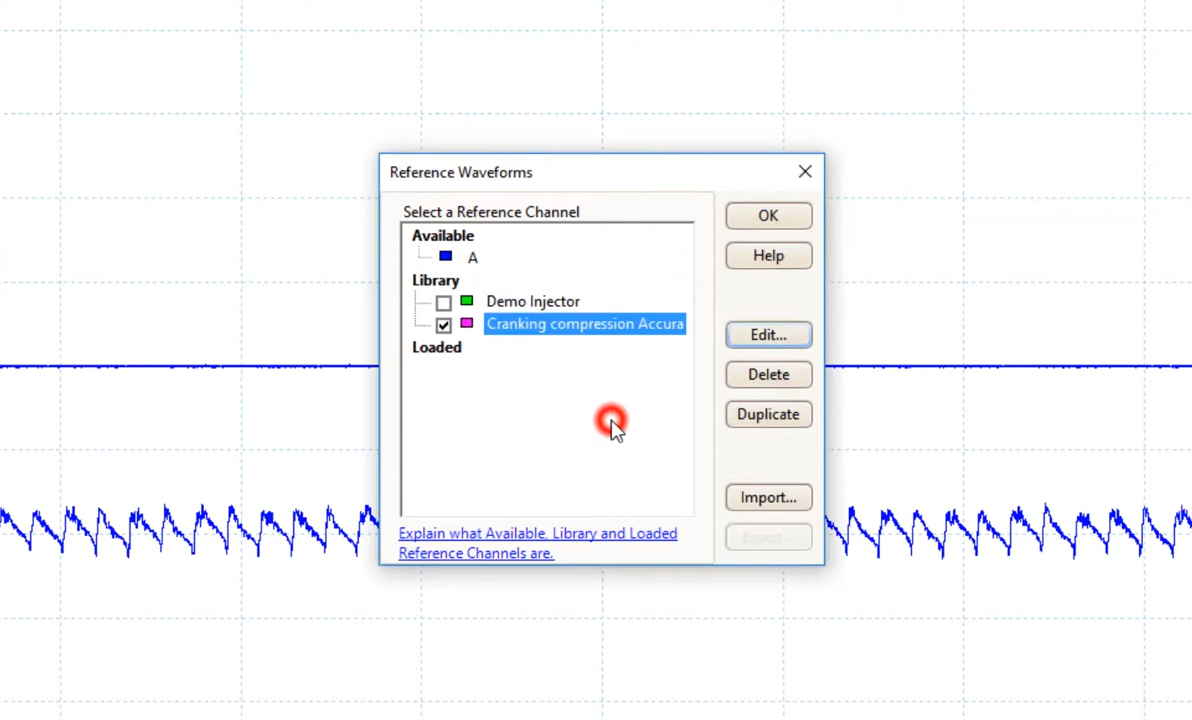 Reference Waveforms
Select a Reference Channel
OK
Available
A
Help
Library
Demo Injector
Cranking compression Accura
Edit...
Loaded
Delete
Duplicate
Import...
Explain what Available, Library and Loaded
Reference Channels are.
Export...